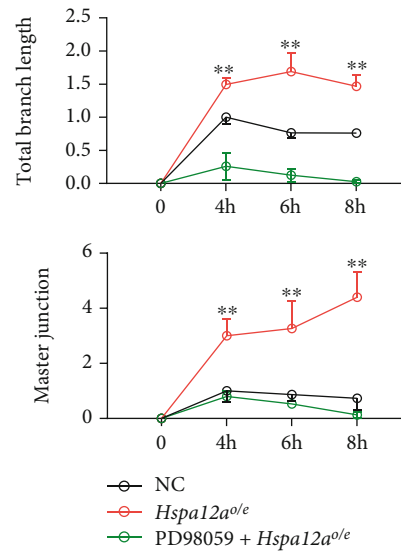 Total branch length
2.5
2.0
1.5
1.0
0.5
0.0
** ** **
0 4h 6h 8h
Master junction
6
4
2
0
** ** **
0 4h 6h 8h
NC
Hspa12a^o/e
PD98059 + Hspa12a^o/e